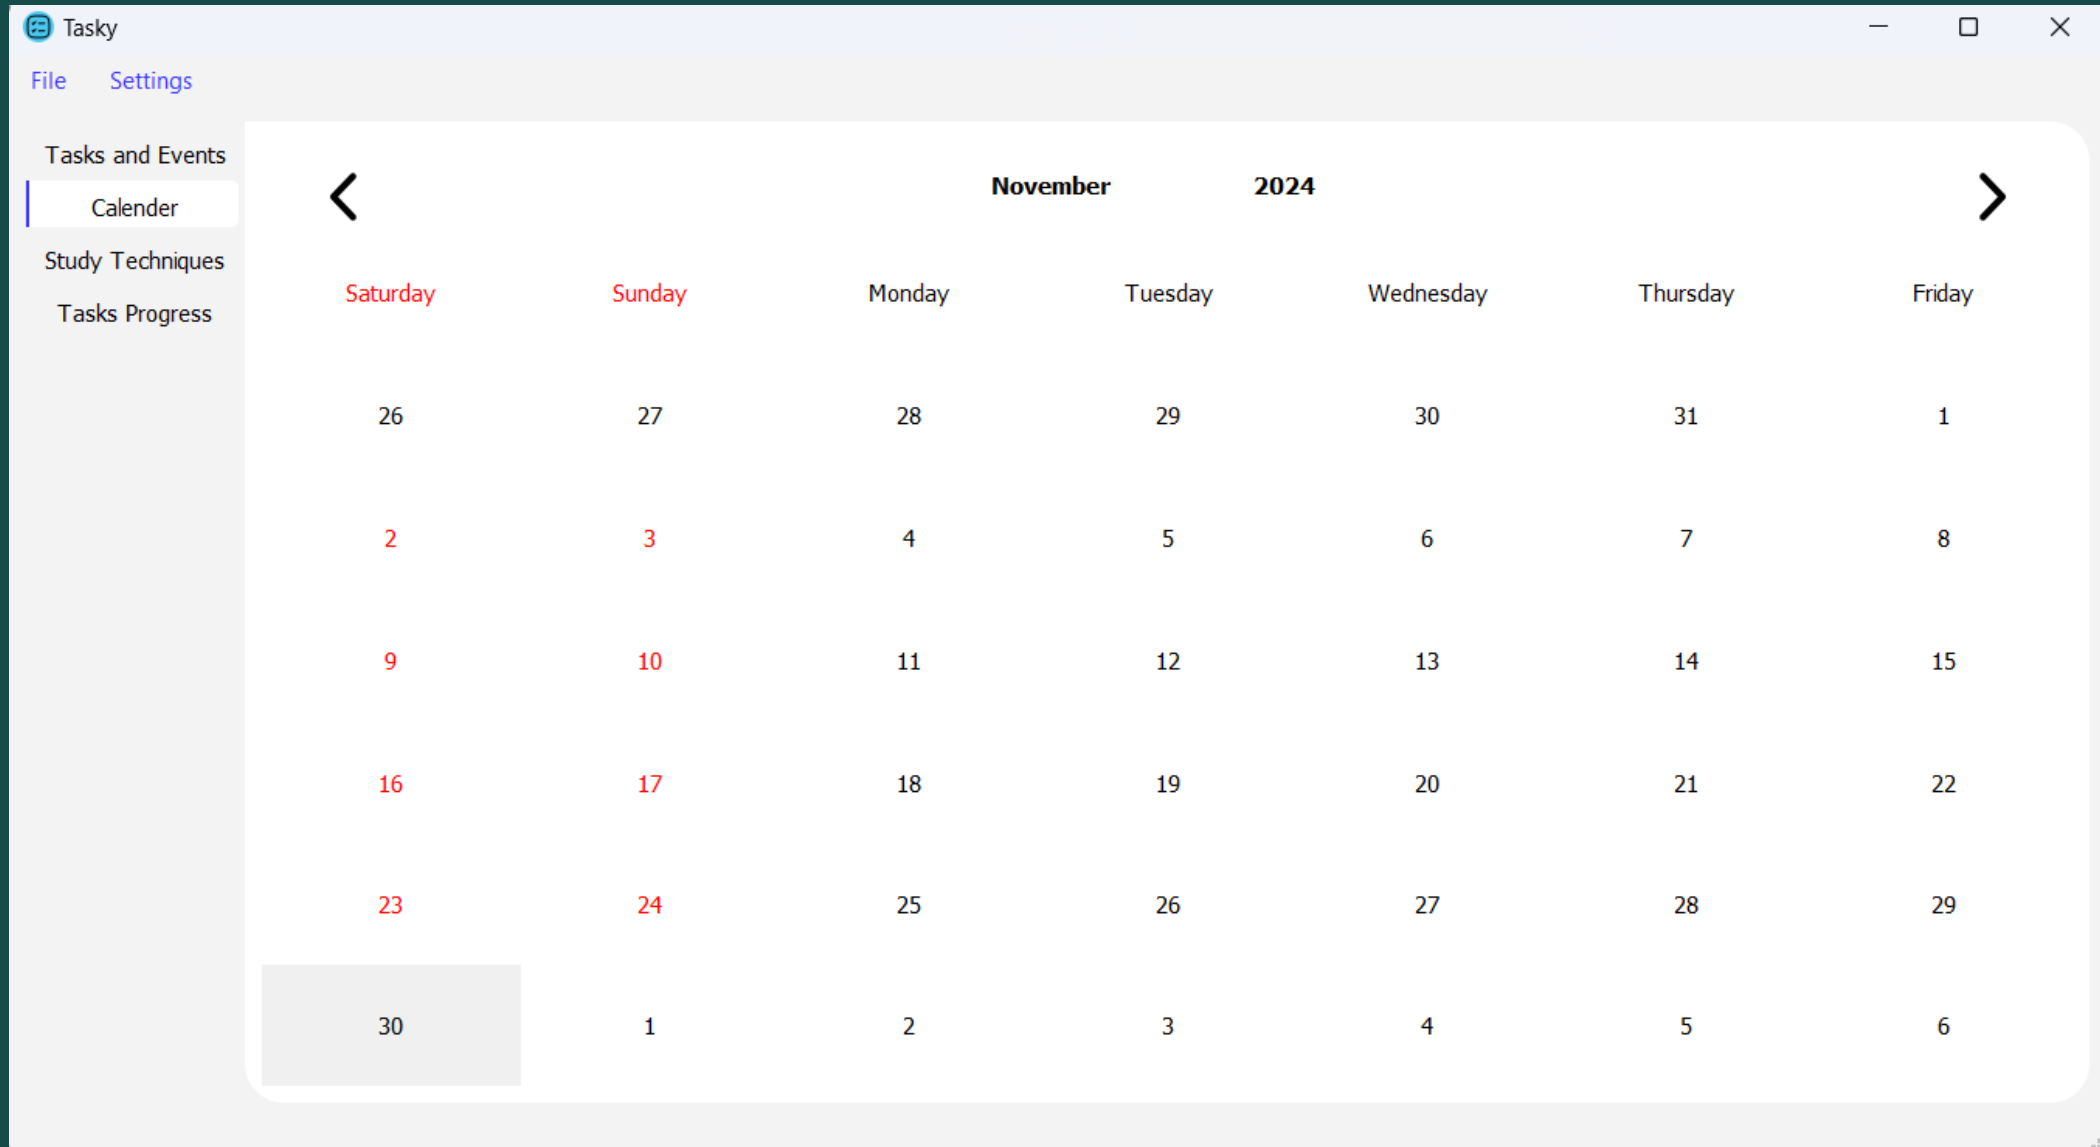 Tasky
File Settings
Tasks and Events
Calender
Study Techniques
Tasks Progress
November 2024
Saturday Sunday Monday Tuesday Wednesday Thursday Friday
26 27 28 29 30 31 1
2 3 4 5 6 7 8
9 10 11 12 13 14 15
16 17 18 19 20 21 22
23 24 25 26 27 28 29
30 1 2 3 4 5 6